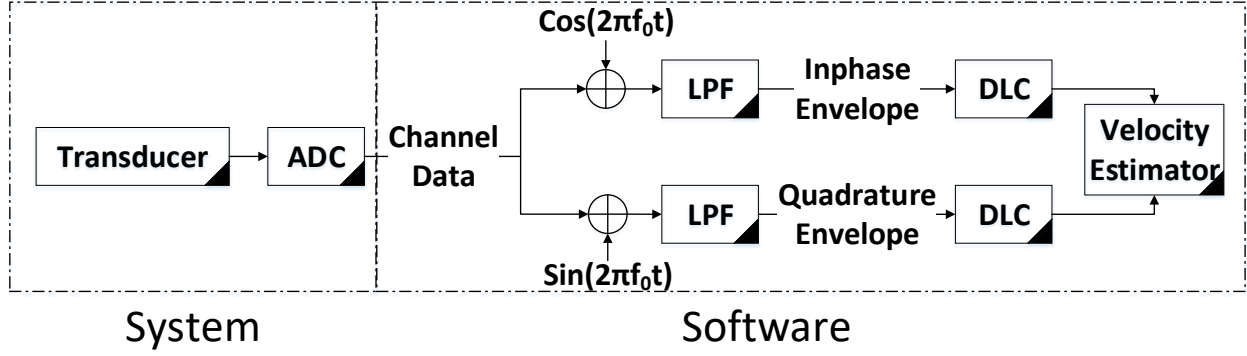 Transducer
ADC
Channel
Data
Cos(2πf₀t)
LPF
Inphase
Envelope
DLC
Sin(2πf₀t)
LPF
Quadrature
Envelope
DLC
Velocity
Estimator
System
Software